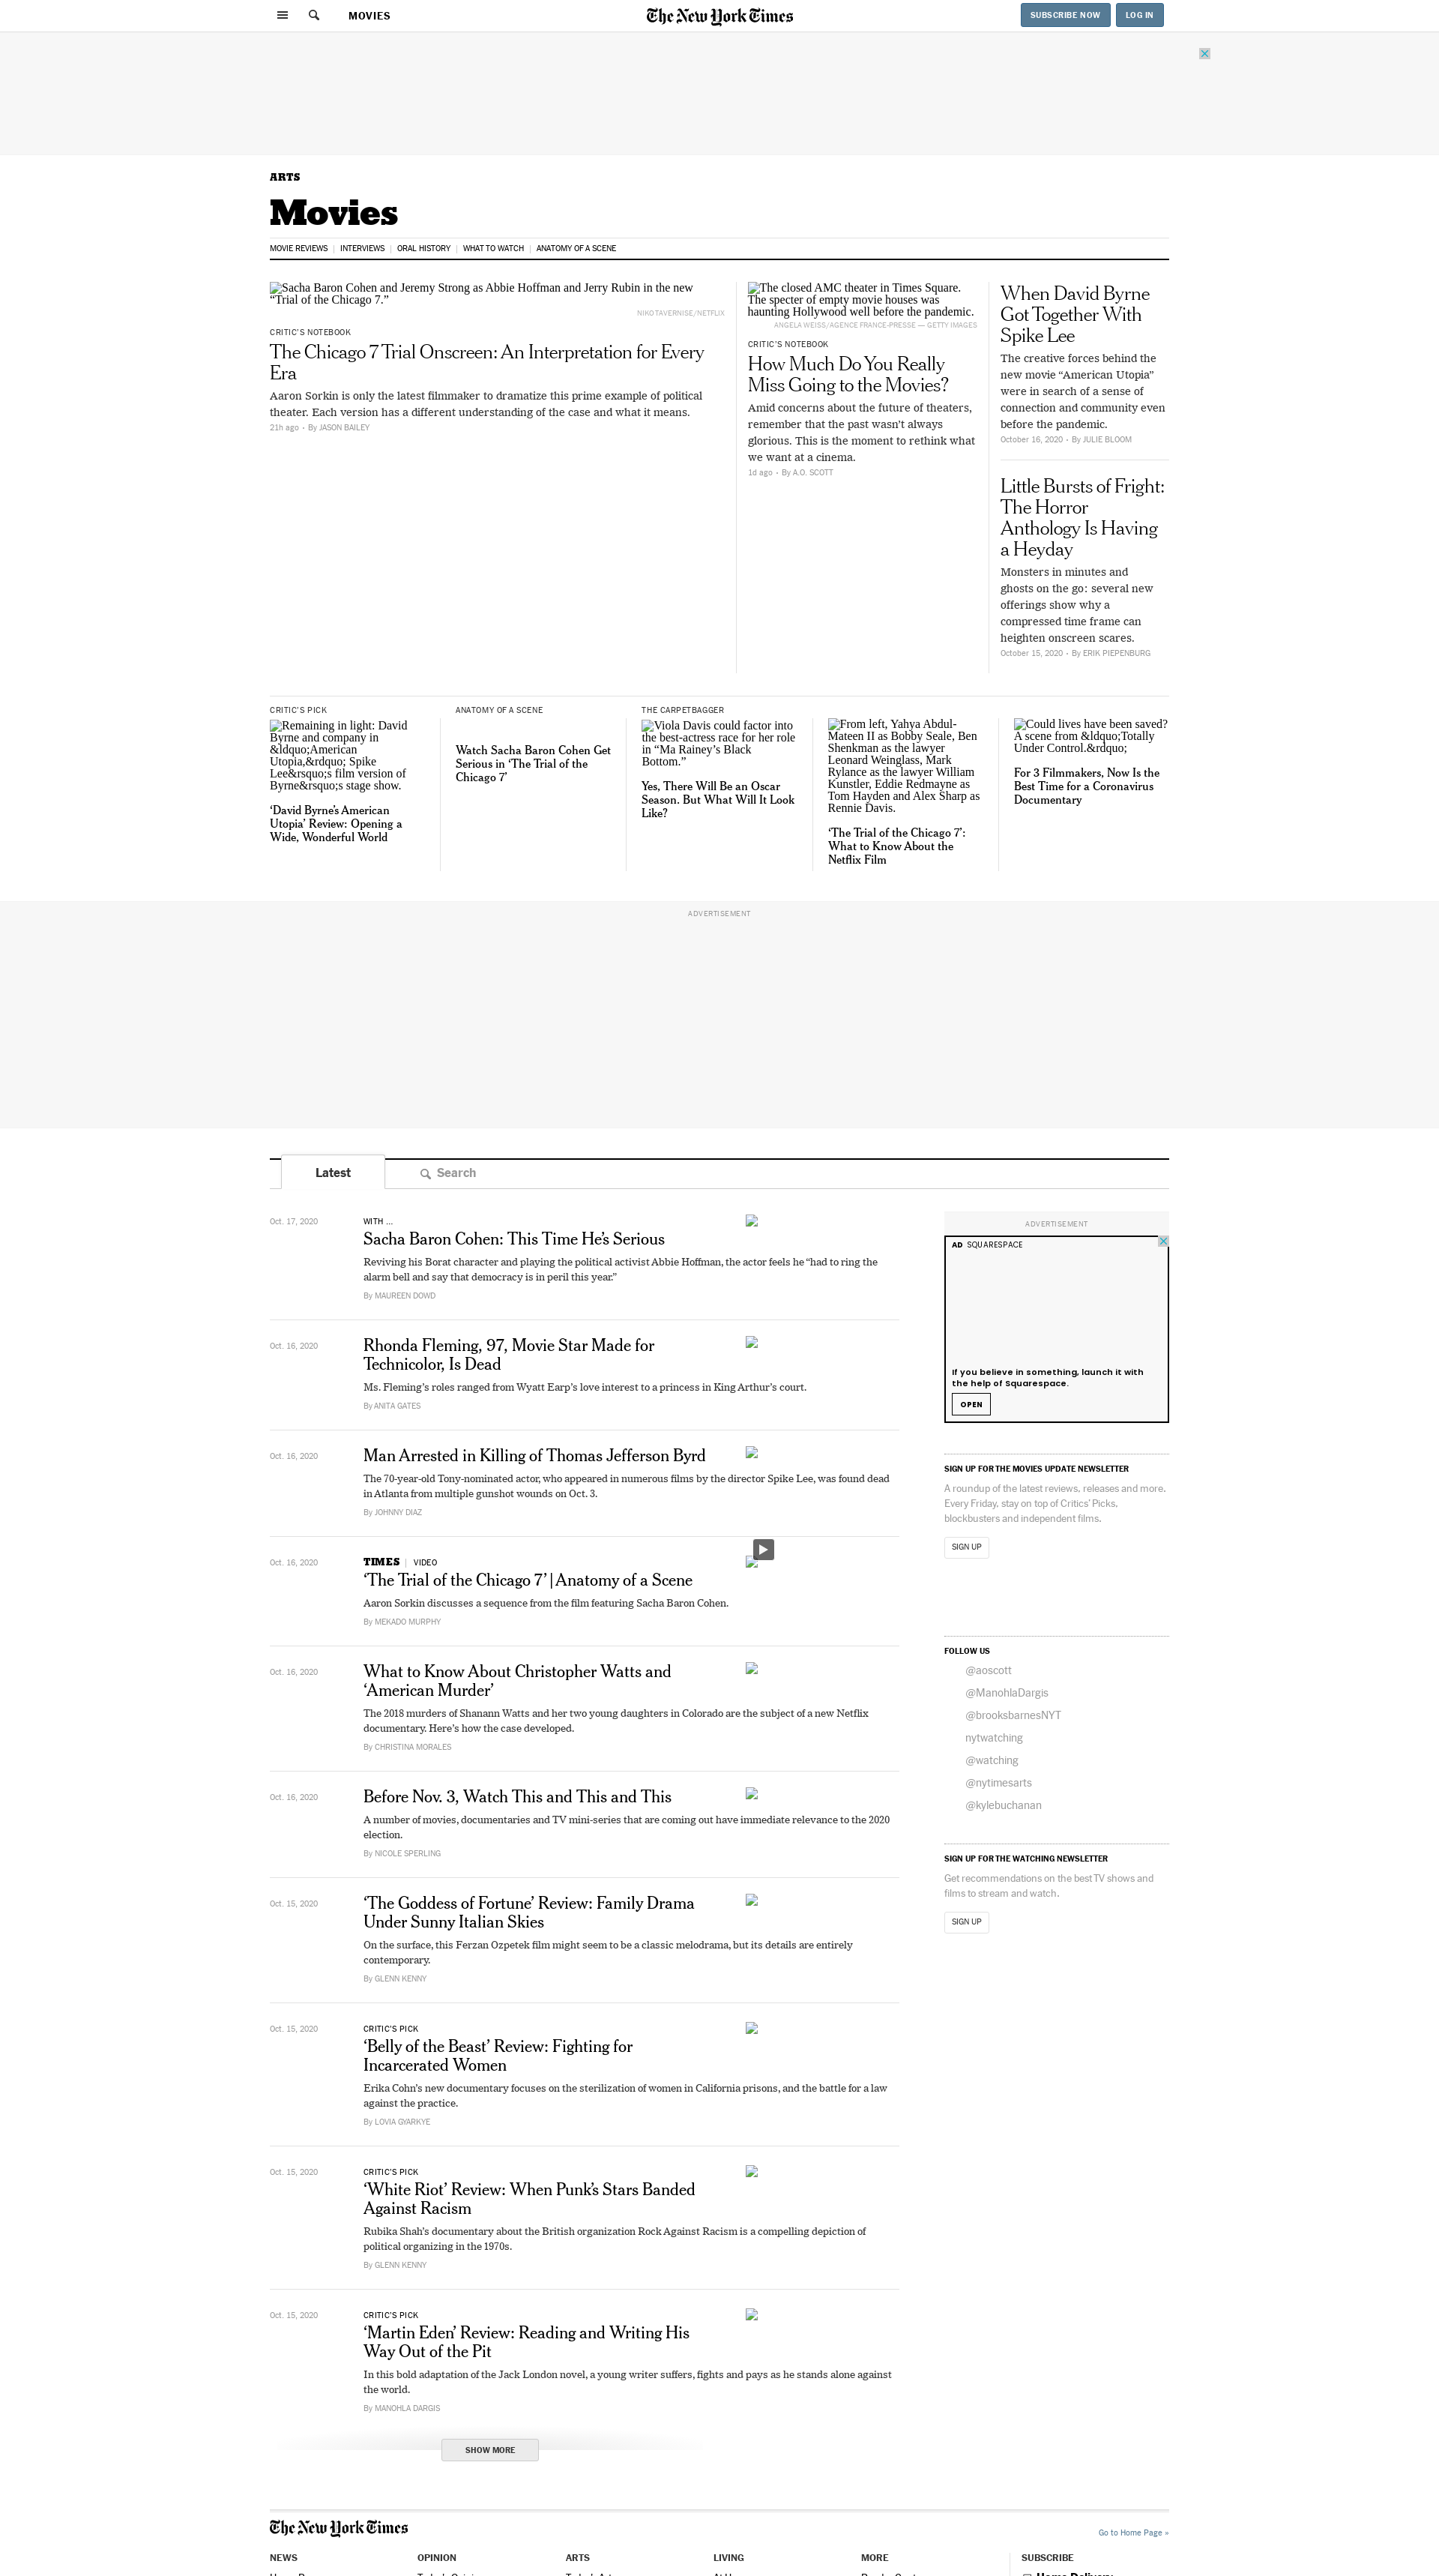 MOVIES
The New York Times
SUBSCRIBE NOW
LOG IN
ARTS
Movies
MOVIE REVIEWS
INTERVIEWS
ORAL HISTORY
WHAT TO WATCH
ANATOMY OF A SCENE
Sacha Baron Cohen and Jeremy Strong as Abbie Hoffman and Jerry Rubin in the new
“Trial of the Chicago 7.”
NIKO TAVERNISE/NETFLIX
CRITIC’S NOTEBOOK
The Chicago 7 Trial Onscreen: An Interpretation for Every
Era
Aaron Sorkin is only the latest filmmaker to dramatize this prime example of political
theater. Each version has a different understanding of the case and what it means.
21h ago • By JASON BAILEY
The closed AMC theater in Times Square.
The specter of empty movie houses was
haunting Hollywood well before the pandemic.
ANGELA WEISS/AGENCE FRANCE-PRESSE — GETTY IMAGES
CRITIC’S NOTEBOOK
How Much Do You Really
Miss Going to the Movies?
Amid concerns about the future of theaters,
remember that the past wasn’t always
glorious. This is the moment to rethink what
we want at a cinema.
1d ago • By A.O. SCOTT
When David Byrne
Got Together With
Spike Lee
The creative forces behind the
new movie “American Utopia”
were in search of a sense of
connection and community even
before the pandemic.
October 16, 2020 • By JULIE BLOOM
Little Bursts of Fright:
The Horror
Anthology Is Having
a Heyday
Monsters in minutes and
ghosts on the go: several new
offerings show why a
compressed time frame can
heighten onscreen scares.
October 15, 2020 • By ERIK PIEPENBURG
CRITIC’S PICK
Remaining in light: David
Byrne and company in
&ldquo;American
Utopia,&rdquo; Spike
Lee&rsquo;s film version of
Byrne&rsquo;s stage show.
‘David Byrne’s American
Utopia’ Review: Opening a
Wide, Wonderful World
ANATOMY OF A SCENE
Watch Sacha Baron Cohen Get
Serious in ‘The Trial of the
Chicago 7’
THE CARPETBAGGER
Viola Davis could factor into
the best-actress race for her role
in “Ma Rainey’s Black
Bottom.”
Yes, There Will Be an Oscar
Season. But What Will It Look
Like?
From left, Yahya Abdul-
Mateen II as Bobby Seale, Ben
Shenkman as the lawyer
Leonard Weinglass, Mark
Rylance as the lawyer William
Kunstler, Eddie Redmayne as
Tom Hayden and Alex Sharp as
Rennie Davis.
‘The Trial of the Chicago 7’:
What to Know About the
Netflix Film
Could lives have been saved?
A scene from &ldquo;Totally
Under Control.&rdquo;
For 3 Filmmakers, Now Is the
Best Time for a Coronavirus
Documentary
ADVERTISEMENT
Latest
Search
Oct. 17, 2020
WITH ...
Sacha Baron Cohen: This Time He’s Serious
Reviving his Borat character and playing the political activist Abbie Hoffman, the actor feels he “had to ring the
alarm bell and say that democracy is in peril this year.”
By MAUREEN DOWD
Oct. 16, 2020
Rhonda Fleming, 97, Movie Star Made for
Technicolor, Is Dead
Ms. Fleming’s roles ranged from Wyatt Earp’s love interest to a princess in King Arthur’s court.
By ANITA GATES
Oct. 16, 2020
Man Arrested in Killing of Thomas Jefferson Byrd
The 70-year-old Tony-nominated actor, who appeared in numerous films by the director Spike Lee, was found dead
in Atlanta from multiple gunshot wounds on Oct. 3.
By JOHNNY DIAZ
Oct. 16, 2020
TIMES | VIDEO
‘The Trial of the Chicago 7’ | Anatomy of a Scene
Aaron Sorkin discusses a sequence from the film featuring Sacha Baron Cohen.
By MEKADO MURPHY
Oct. 16, 2020
What to Know About Christopher Watts and
‘American Murder’
The 2018 murders of Shanann Watts and her two young daughters in Colorado are the subject of a new Netflix
documentary. Here’s how the case developed.
By CHRISTINA MORALES
Oct. 16, 2020
Before Nov. 3, Watch This and This and This
A number of movies, documentaries and TV mini-series that are coming out have immediate relevance to the 2020
election.
By NICOLE SPERLING
Oct. 15, 2020
‘The Goddess of Fortune’ Review: Family Drama
Under Sunny Italian Skies
On the surface, this Ferzan Ozpetek film might seem to be a classic melodrama, but its details are entirely
contemporary.
By GLENN KENNY
Oct. 15, 2020
CRITIC’S PICK
‘Belly of the Beast’ Review: Fighting for
Incarcerated Women
Erika Cohn’s new documentary focuses on the sterilization of women in California prisons, and the battle for a law
against the practice.
By LOVIA GYARKYE
Oct. 15, 2020
CRITIC’S PICK
‘White Riot’ Review: When Punk’s Stars Banded
Against Racism
Rubika Shah’s documentary about the British organization Rock Against Racism is a compelling depiction of
political organizing in the 1970s.
By GLENN KENNY
Oct. 15, 2020
CRITIC’S PICK
‘Martin Eden’ Review: Reading and Writing His
Way Out of the Pit
In this bold adaptation of the Jack London novel, a young writer suffers, fights and pays as he stands alone against
the world.
By MANOHLA DARGIS
SHOW MORE
ADVERTISEMENT
AD SQUARESPACE
If you believe in something, launch it with
the help of Squarespace.
OPEN
SIGN UP FOR THE MOVIES UPDATE NEWSLETTER
A roundup of the latest reviews, releases and more.
Every Friday, stay on top of Critics’ Picks,
blockbusters and independent films.
SIGN UP
FOLLOW US
@aoscott
@ManohlaDargis
@brooksbarnesNYT
nytwatching
@watching
@nytimesarts
@kylebuchanan
SIGN UP FOR THE WATCHING NEWSLETTER
Get recommendations on the best TV shows and
films to stream and watch.
SIGN UP
The New York Times
Go to Home Page »
NEWS
OPINION
ARTS
LIVING
MORE
SUBSCRIBE